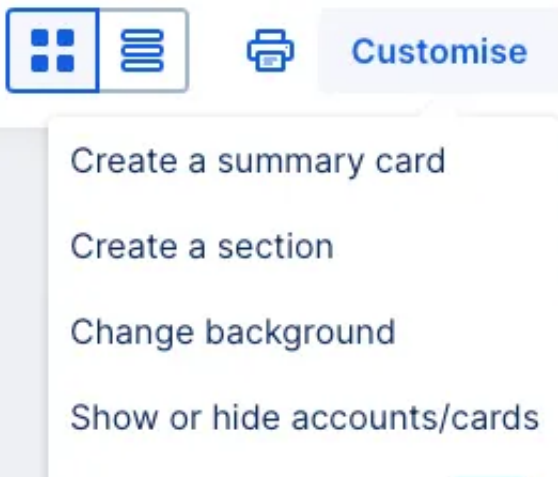 Customise
Create a summary card
Create a section
Change background
Show or hide accounts/cards